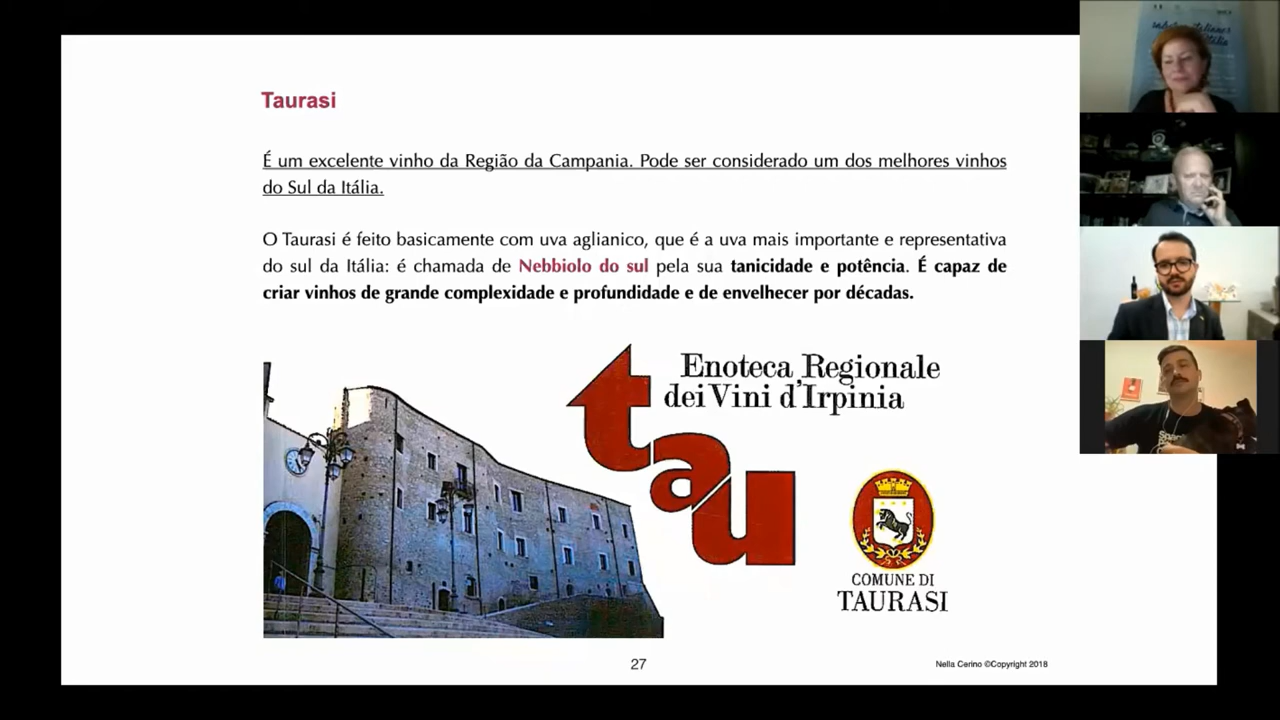 Taurasi
É um excelente vinho da Região da Campania. Pode ser considerado um dos melhores vinhos
do Sul da Itália.
O Taurasi é feito basicamente com uva aglianico, que é a uva mais importante e representativa
do sul da Itália: é chamada de Nebbiolo do sul pela sua tanicidade e potência. É capaz de
criar vinhos de grande complexidade e profundidade e de envelhecer por décadas.
Enoteca Regionale
dei Vini d'Irpinia
tau
COMUNE DI
TAURASI
27
Nella Cerino ©Copyright 2018